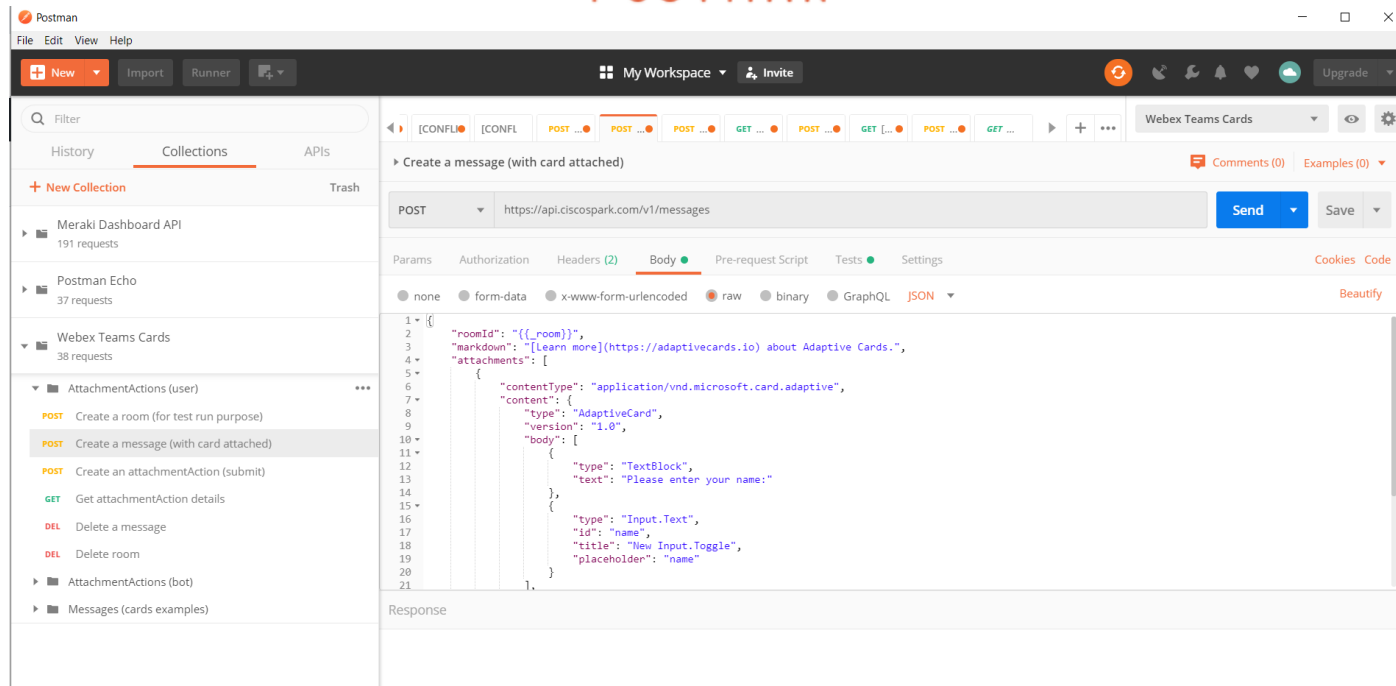 Postman
File Edit View Help
New Import Runner My Workspace Invite Upgrade
Filter
History Collections APIs
+ New Collection Trash
Meraki Dashboard API
191 requests
Postman Echo
37 requests
Webex Teams Cards
38 requests
AttachmentActions (user) •••
POST Create a room (for test run purpose)
POST Create a message (with card attached)
POST Create an attachmentAction (submit)
GET Get attachmentAction details
DEL Delete a message
DEL Delete room
AttachmentActions (bot)
Messages (cards examples)
[CONFLI [CONFL POST ... POST ... POST ... GET ... POST ... GET [... POST ... GET ... + ••• Webex Teams Cards
Create a message (with card attached) Comments (0) Examples (0)
POST https://api.ciscospark.com/v1/messages Send Save
Params Authorization Headers (2) Body Pre-request Script Tests Settings Cookies Code
none form-data x-www-form-urlencoded raw binary GraphQL JSON Beautify
1 {
2 "roomId": "{{_room}}",
3 "markdown": "[Learn more](https://adaptivecards.io) about Adaptive Cards.",
4 "attachments": [
5 {
6 "contentType": "application/vnd.microsoft.card.adaptive",
7 "content": {
8 "type": "AdaptiveCard",
9 "version": "1.0",
10 "body": [
11 {
12 "type": "TextBlock",
13 "text": "Please enter your name:"
14 },
15 {
16 "type": "Input.Text",
17 "id": "name",
18 "title": "New Input.Toggle",
19 "placeholder": "name"
20 }
21 ],
Response